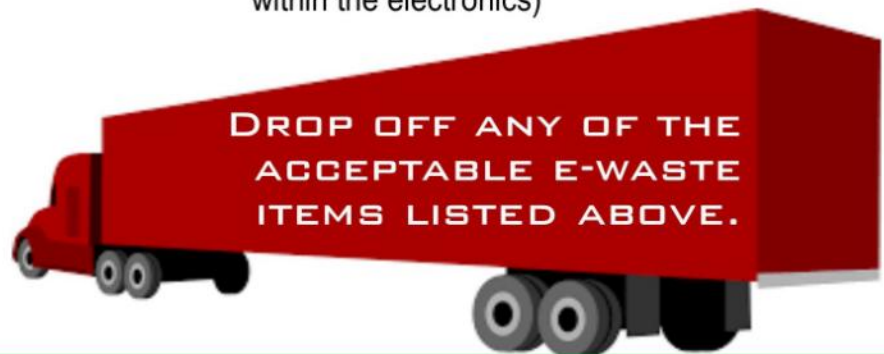 within the electronics)
DROP OFF ANY OF THE
ACCEPTABLE E-WASTE
ITEMS LISTED ABOVE.